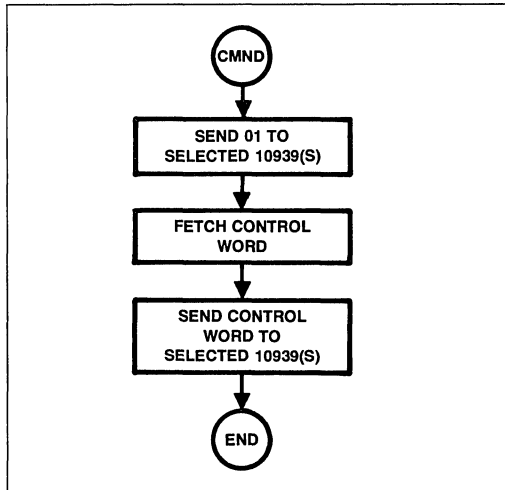 CMND
SEND 01 TO
SELECTED 10939(S)
FETCH CONTROL
WORD
SEND CONTROL
WORD TO
SELECTED 10939(S)
END